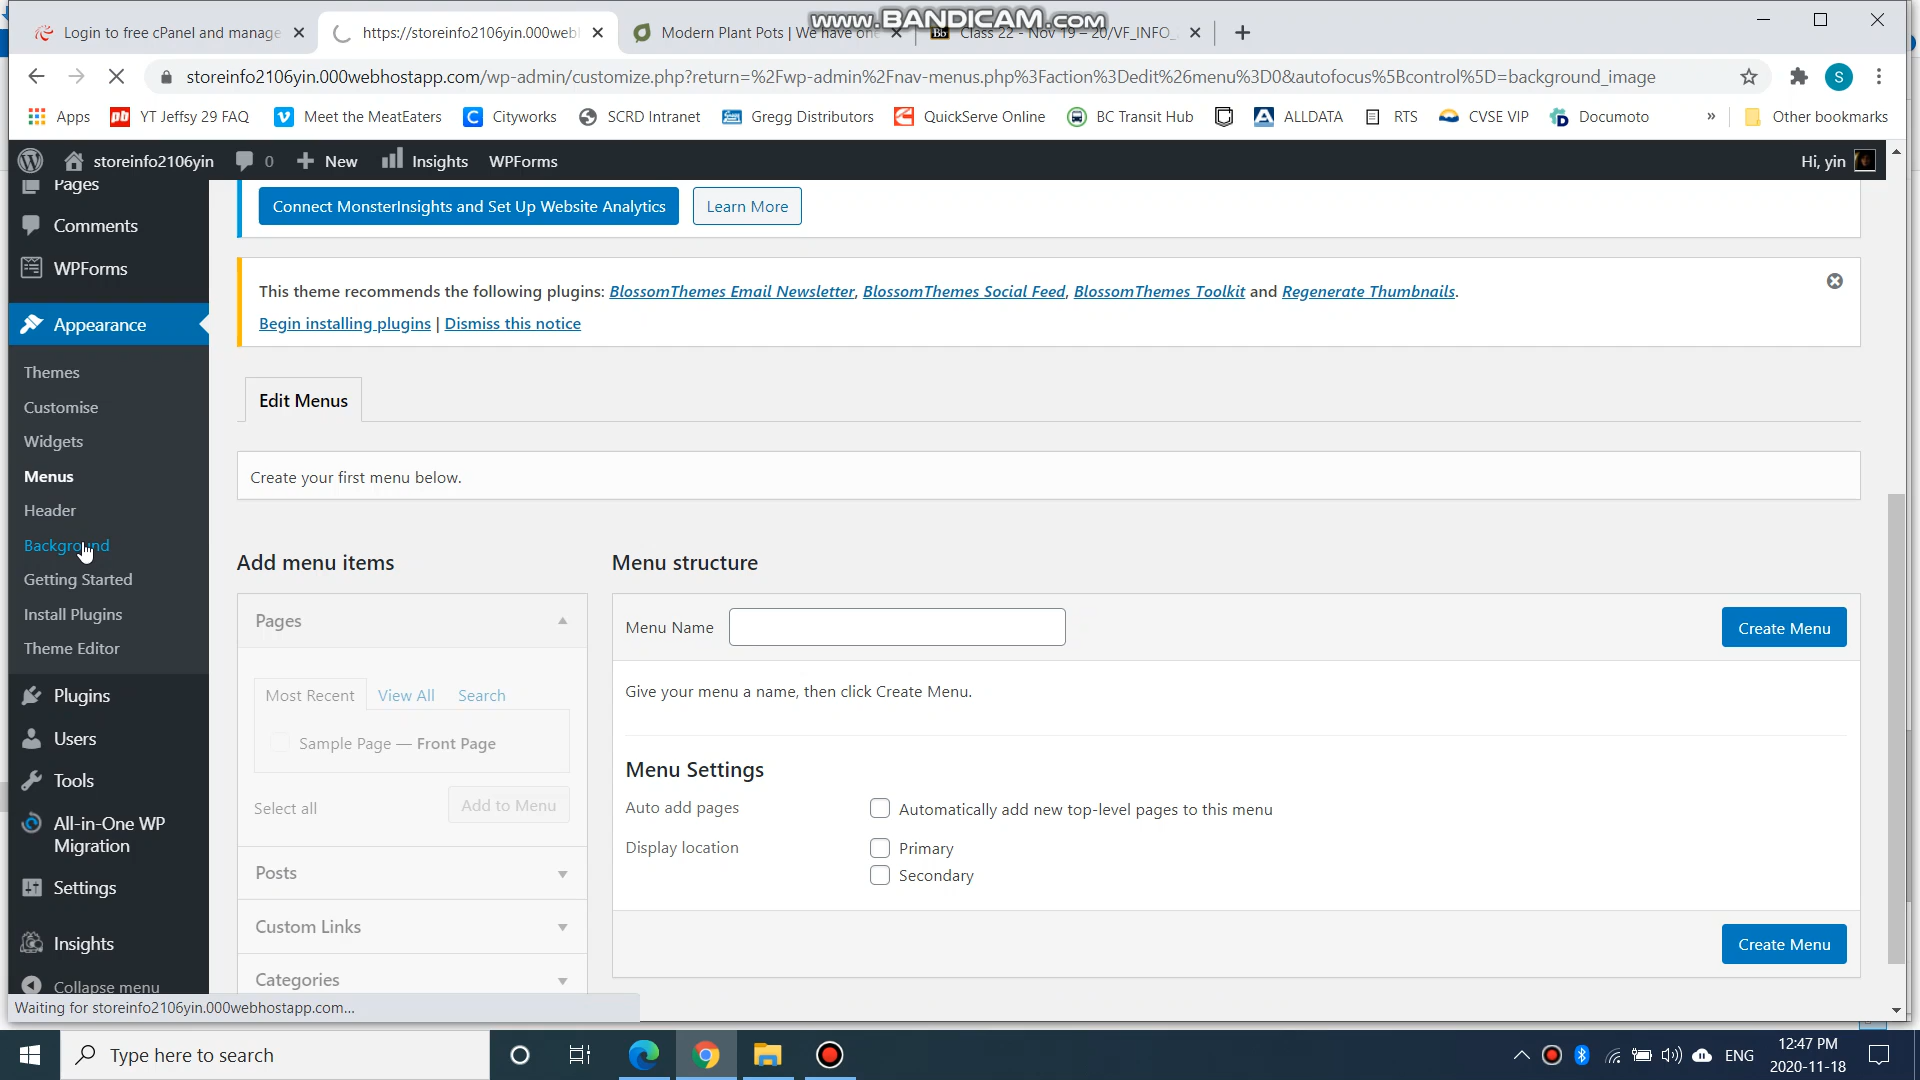 www.BANDICAM.com
Login to free cPanel and manage
https://storeinfo2106yin.000webl
Modern Plant Pots | We have one
Bb Class 22 - Nov 19 – 20/VF_INFO_
storeinfo2106yin.000webhostapp.com/wp-admin/customize.php?return=%2Fwp-admin%2Fnav-menus.php%3Faction%3Dedit%26menu%3D0&autofocus%5Bcontrol%5D=background_image
S
Apps YT Jeffsy 29 FAQ Meet the MeatEaters Cityworks SCRD Intranet Gregg Distributors QuickServe Online BC Transit Hub ALLDATA RTS CVSE VIP Documoto » Other bookmarks
storeinfo2106yin 0 New Insights WPForms Hi, yin
Pages
Connect MonsterInsights and Set Up Website Analytics Learn More
Comments
WPForms
This theme recommends the following plugins: BlossomThemes Email Newsletter, BlossomThemes Social Feed, BlossomThemes Toolkit and Regenerate Thumbnails.
Begin installing plugins | Dismiss this notice
Appearance
Themes
Customise
Widgets
Menus
Header
Background
Getting Started
Install Plugins
Theme Editor
Plugins
Users
Tools
All-in-One WP
Migration
Settings
Insights
Collapse menu
Edit Menus
Create your first menu below.
Add menu items
Pages
Most Recent View All Search
Sample Page — Front Page
Select all Add to Menu
Posts
Custom Links
Categories
Menu structure
Menu Name Create Menu
Give your menu a name, then click Create Menu.
Menu Settings
Auto add pages Automatically add new top-level pages to this menu
Display location Primary
Secondary
Create Menu
Waiting for storeinfo2106yin.000webhostapp.com...
Type here to search
ENG
12:47 PM
2020-11-18